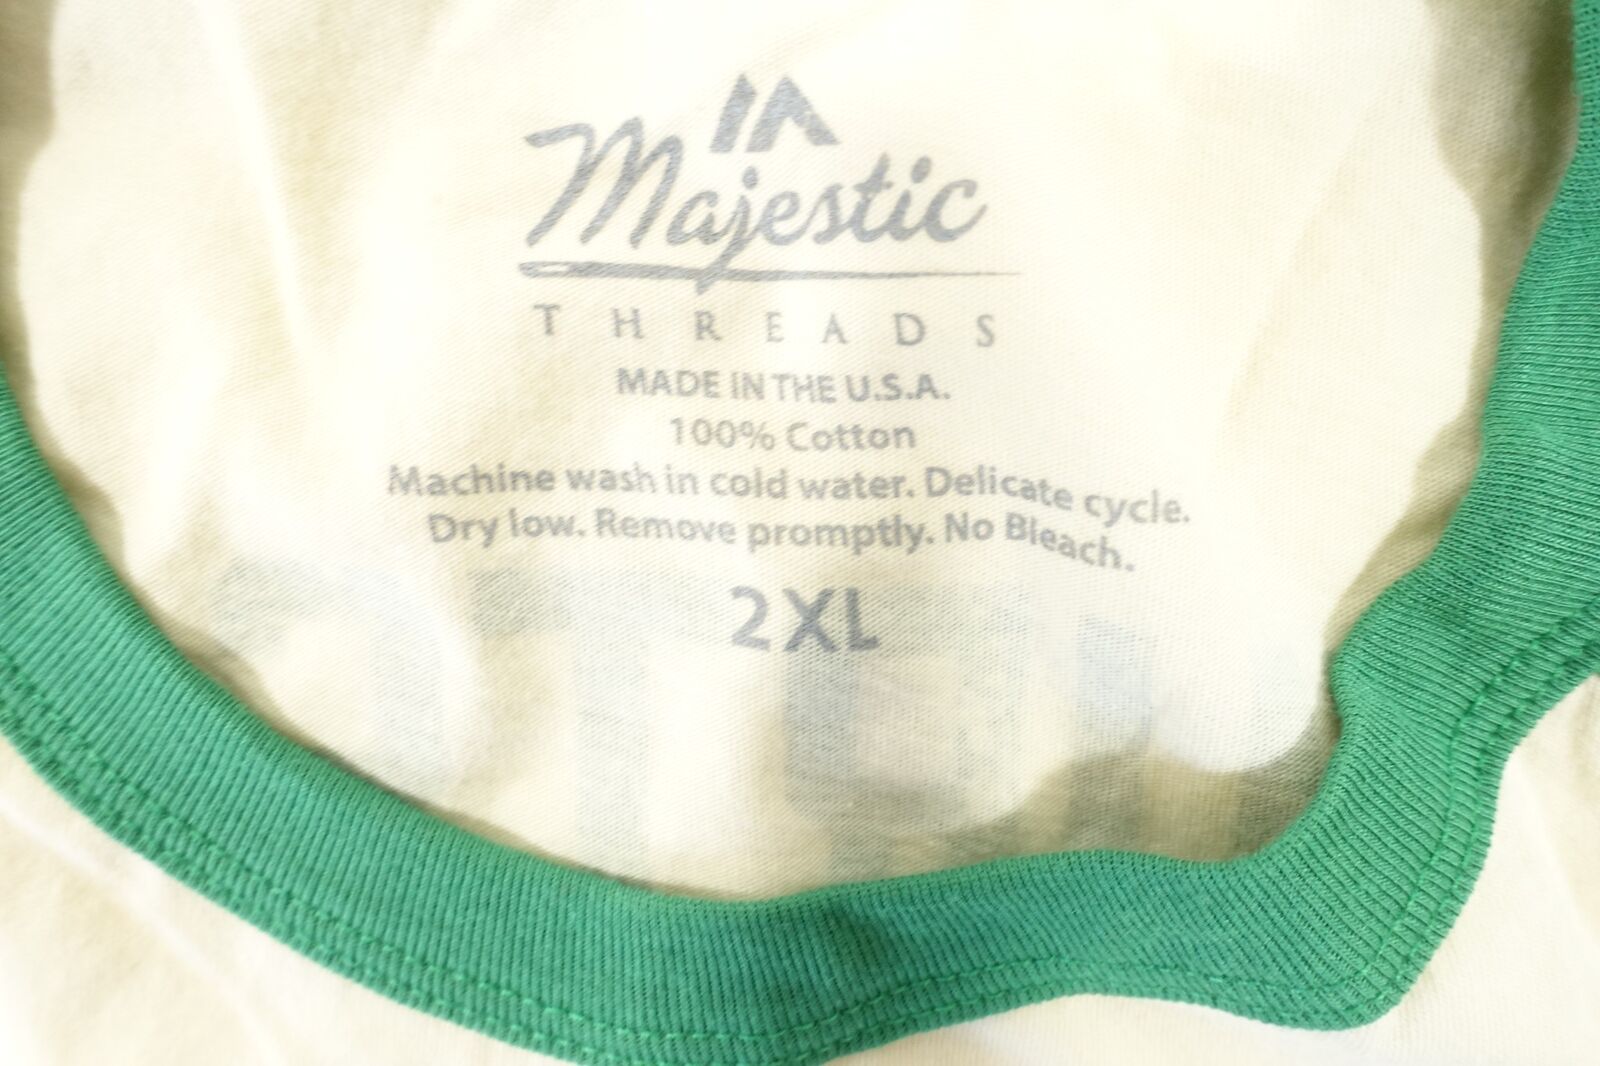 Majestic
THREADS
MADE IN THE U.S.A.
100% Cotton
Machine wash in cold water. Delicate cycle.
Dry low. Remove promptly. No Bleach.
2XL